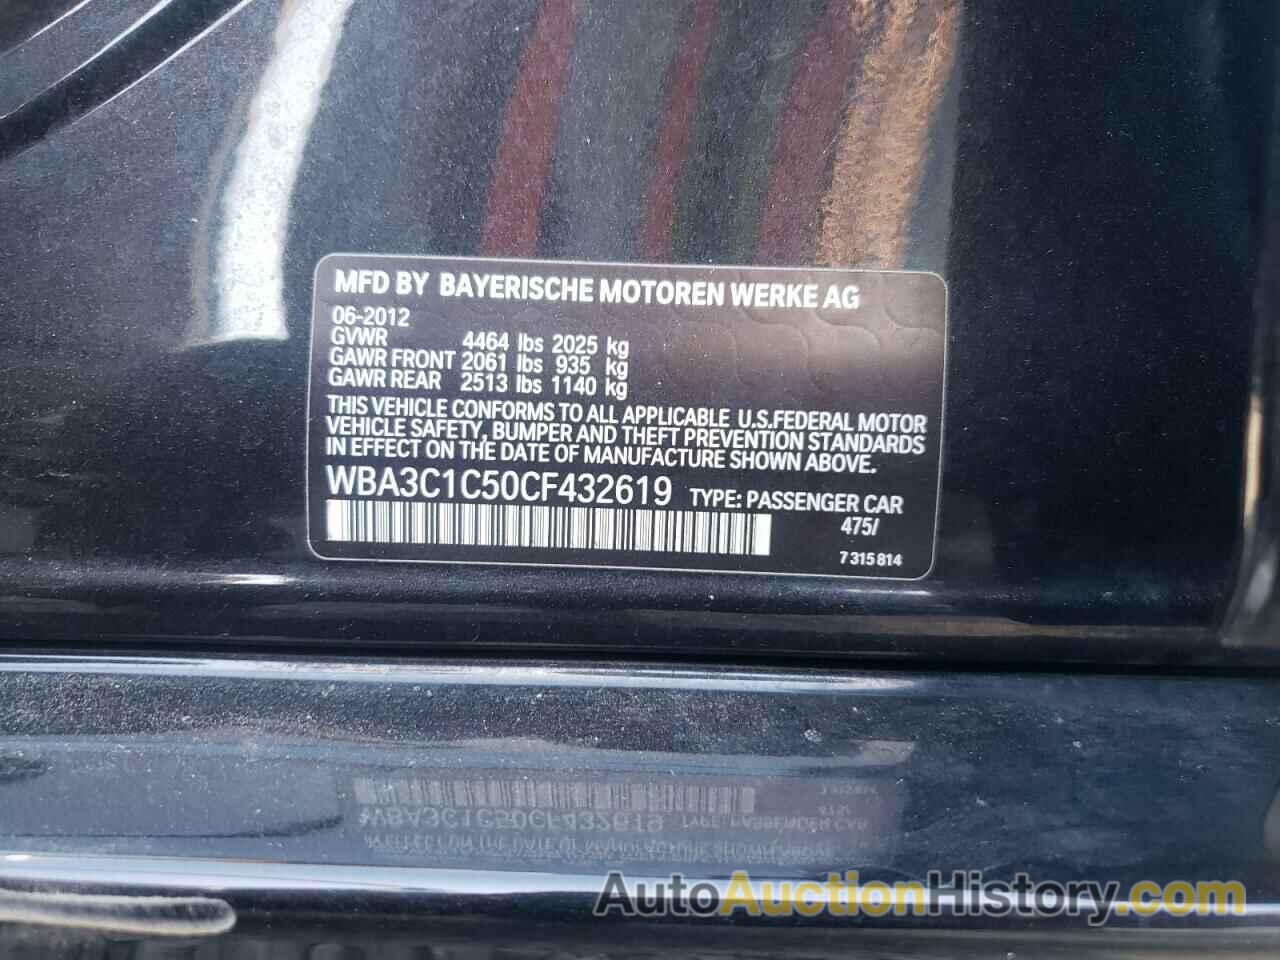 MFD BY BAYERISCHE MOTOREN WERKE AG
06-2012
GVWR 4464 lbs 2025 kg
GAWR FRONT 2061 lbs 935 kg
GAWR REAR 2513 lbs 1140 kg
THIS VEHICLE CONFORMS TO ALL APPLICABLE U.S.FEDERAL MOTOR
VEHICLE SAFETY, BUMPER AND THEFT PREVENTION STANDARDS
IN EFFECT ON THE DATE OF MANUFACTURE SHOWN ABOVE.
WBA3C1C50CF432619 TYPE: PASSENGER CAR
475/
7 315 814
AutoAuctionHistory.com